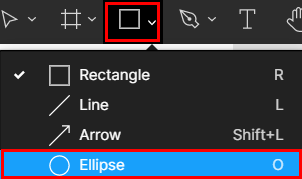 T
Rectangle R
Line L
Arrow Shift+L
Ellipse O